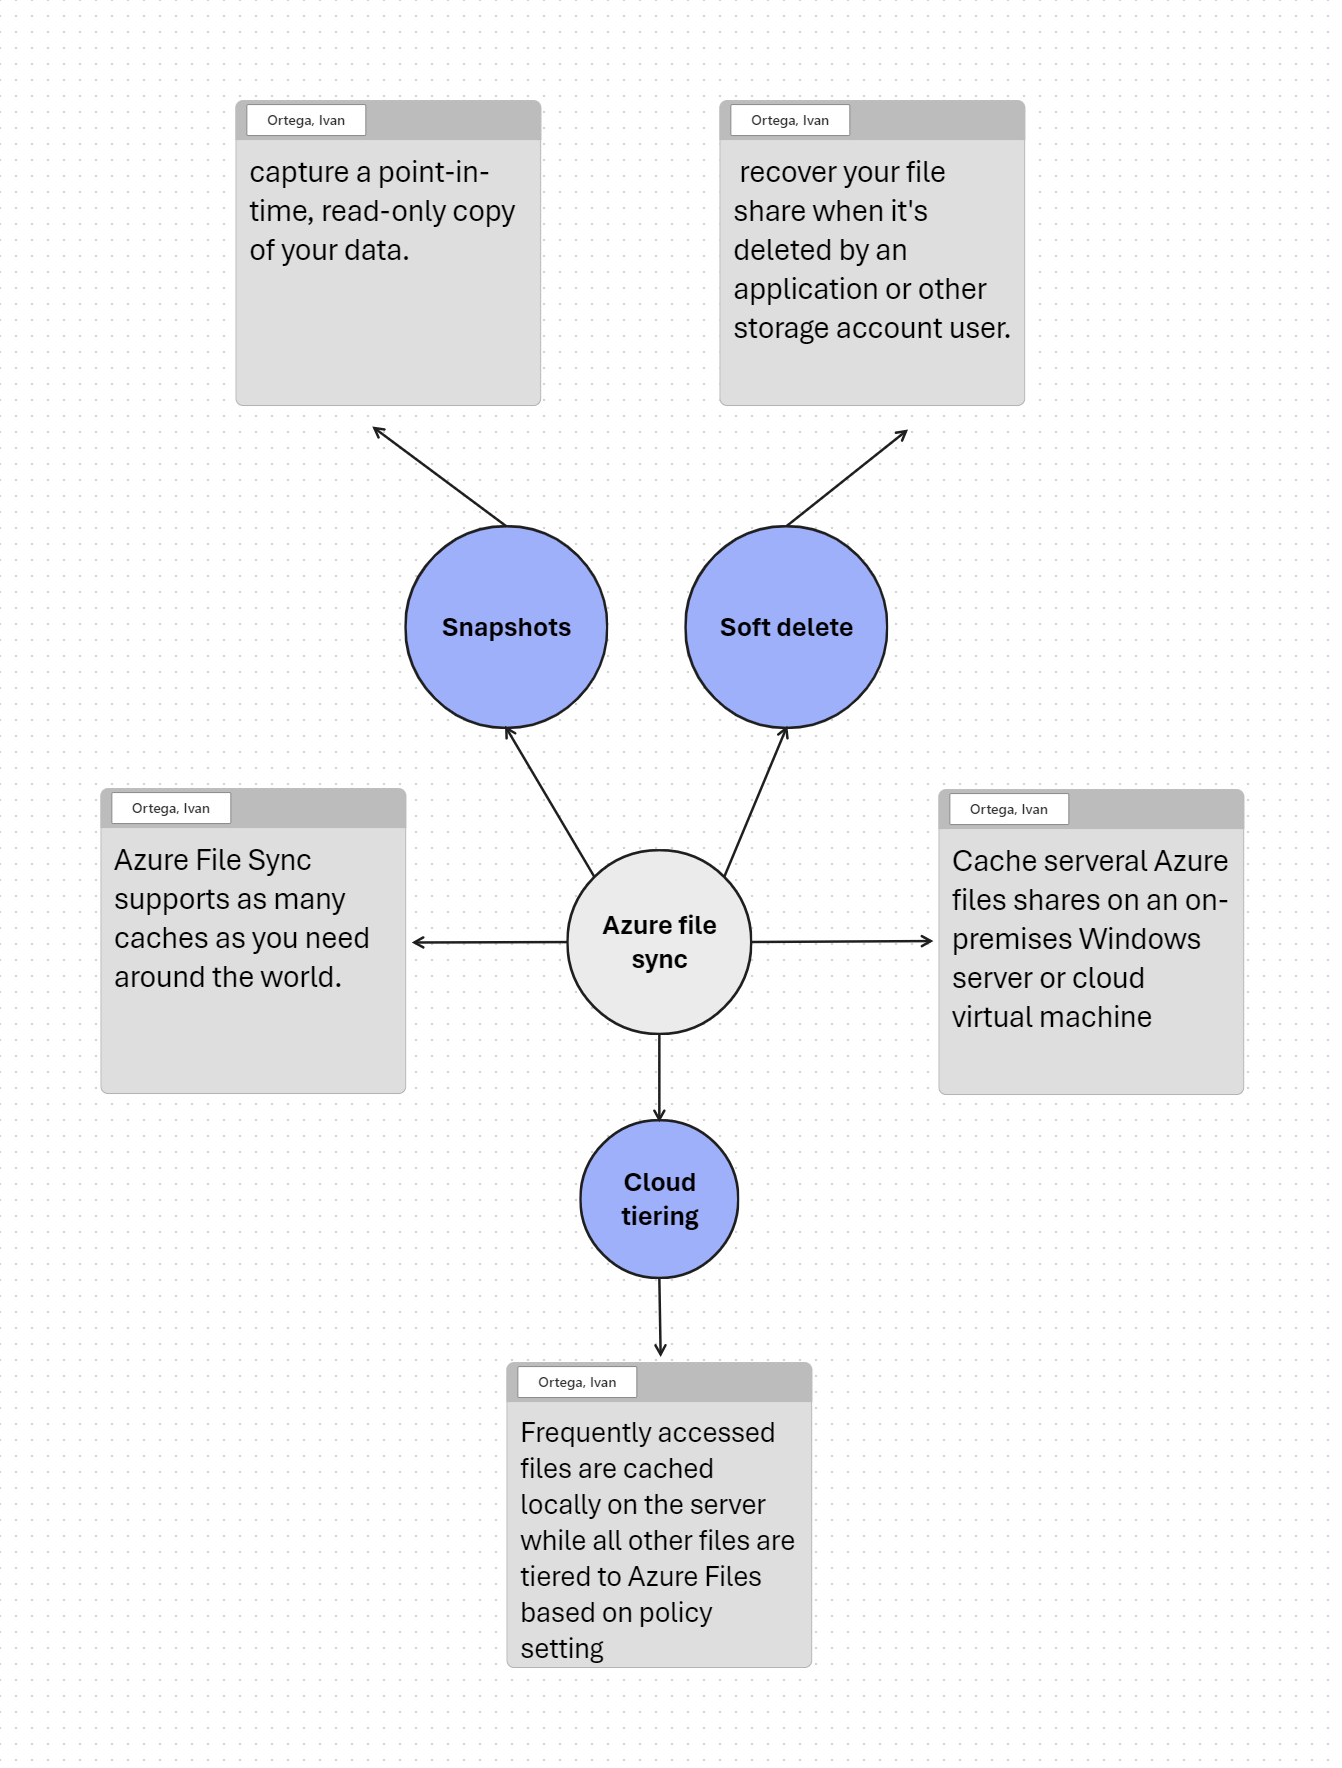 Ortega, Ivan
capture a point-in-
time, read-only copy
of your data.
Ortega, Ivan
recover your file
share when it's
deleted by an
application or other
storage account user.
Snapshots
Soft delete
Ortega, Ivan
Azure File Sync
supports as many
caches as you need
around the world.
Azure file
sync
Ortega, Ivan
Cache serveral Azure
files shares on an on-
premises Windows
server or cloud
virtual machine
Cloud
tiering
Ortega, Ivan
Frequently accessed
files are cached
locally on the server
while all other files are
tiered to Azure Files
based on policy
setting